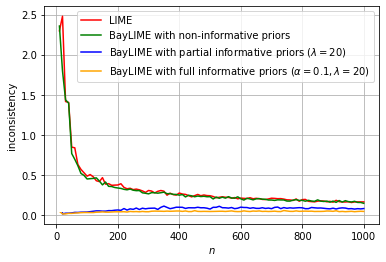 LIME
BayLIME with non-informative priors
BayLIME with partial informative priors (λ = 20)
BayLIME with full informative priors (α = 0.1, λ = 20)
inconsistency
2.5
2.0
1.5
1.0
0.5
0.0
0 200 400 600 800 1000
n